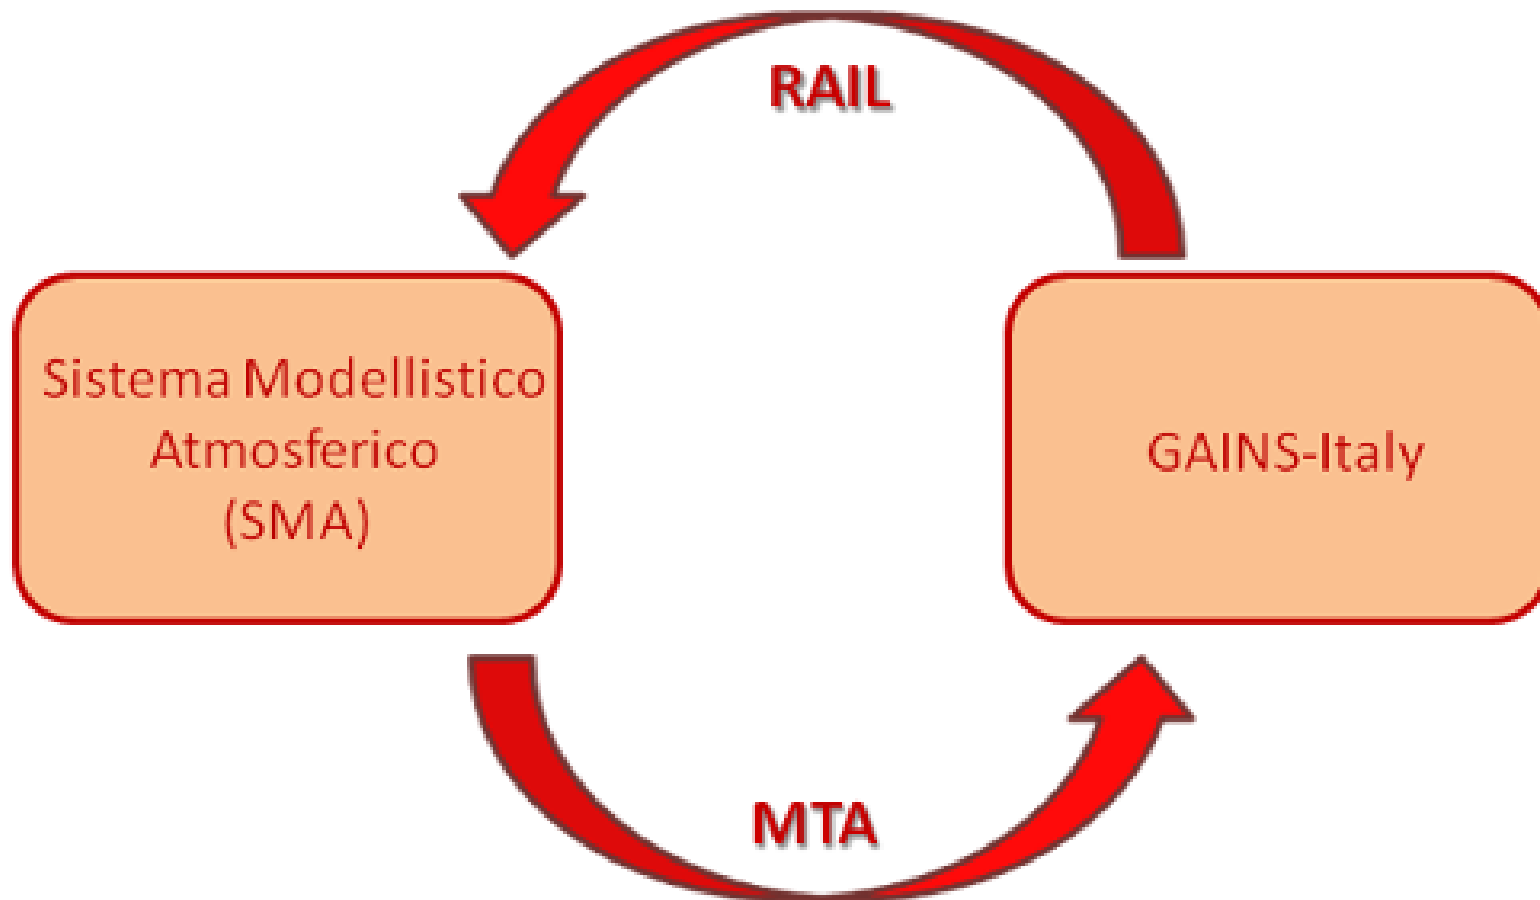 RAIL
Sistema Modellistico
Atmosferico
(SMA)
GAINS-Italy
MTA